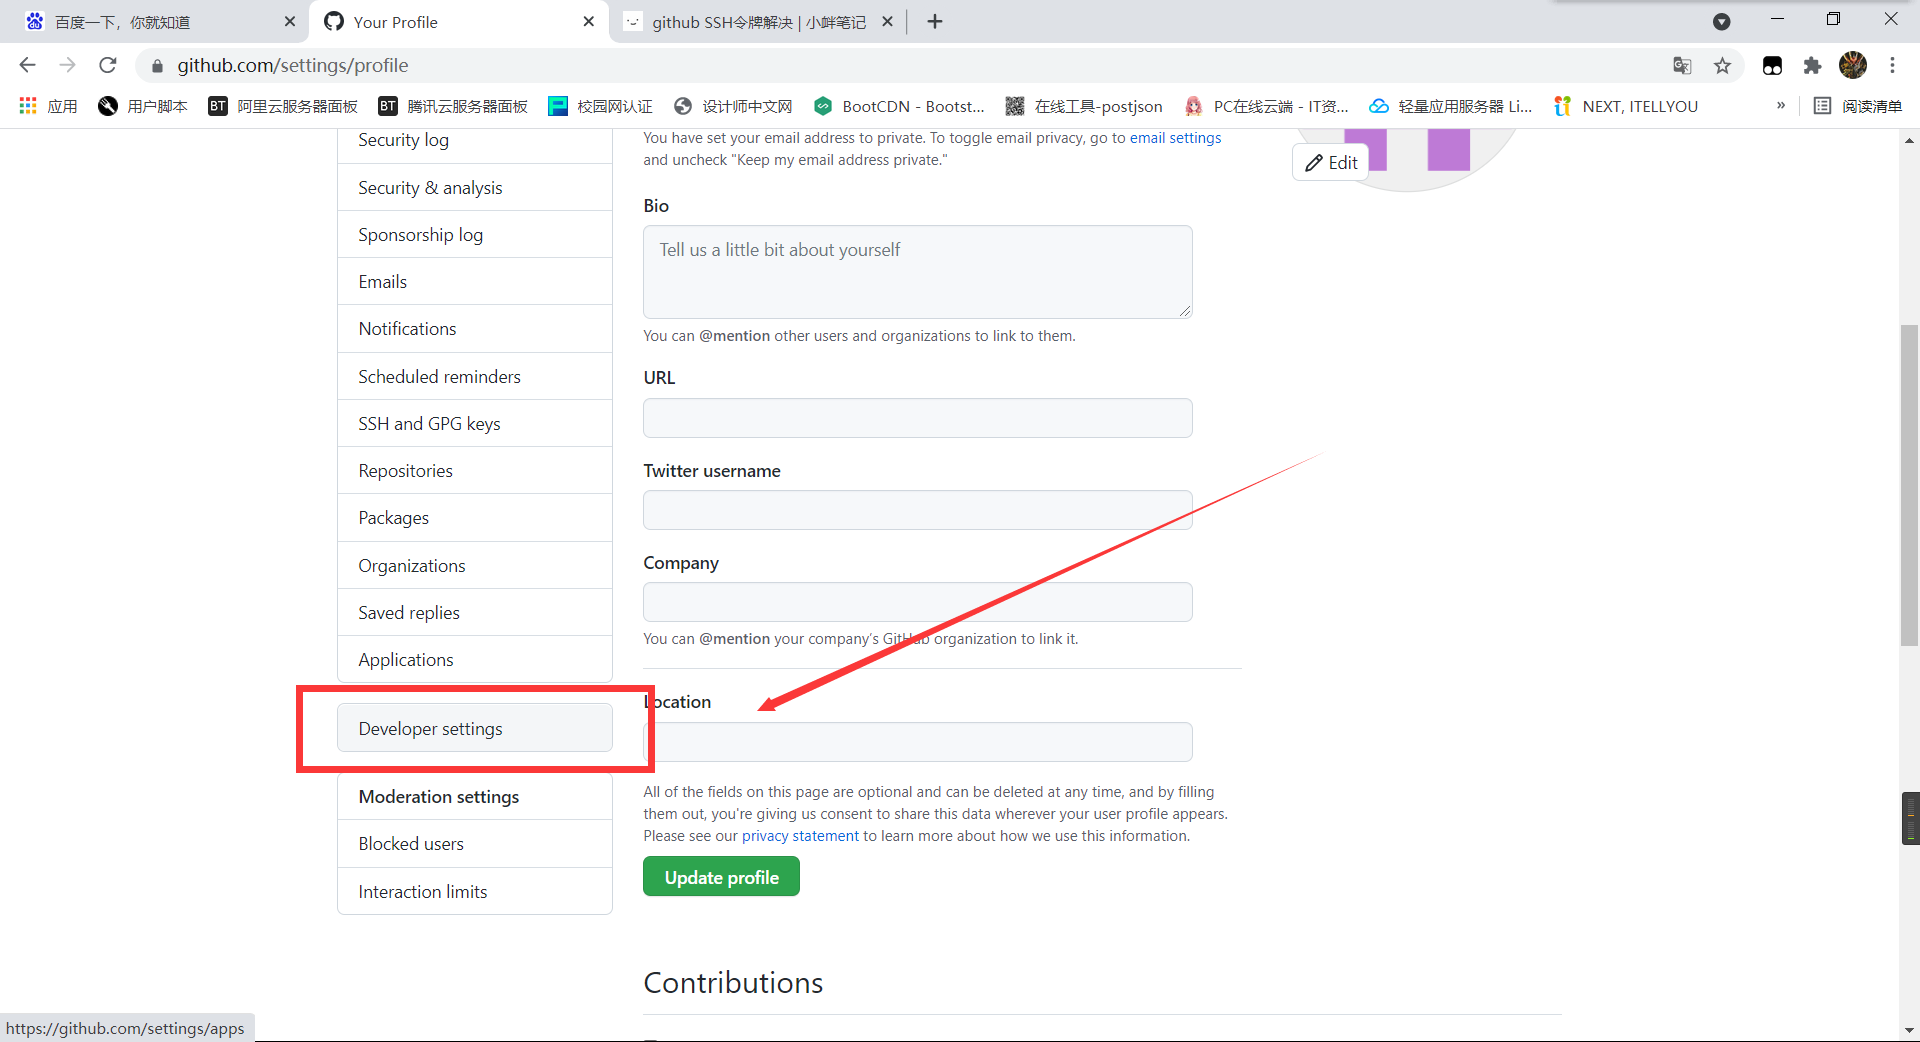 百度一下，你就知道
Your Profile
github SSH令牌解决 | 小衅笔记
github.com/settings/profile
应用
用户脚本
BT 阿里云服务器面板
BT 腾讯云服务器面板
校园网认证
设计师中文网
BootCDN - Bootst...
在线工具-postjson
PC在线云端 - IT资...
轻量应用服务器 Li...
NEXT, ITELLYOU
»
阅读清单
Security log
Security & analysis
Sponsorship log
Emails
Notifications
Scheduled reminders
SSH and GPG keys
Repositories
Packages
Organizations
Saved replies
Applications
Developer settings
Moderation settings
Blocked users
Interaction limits
You have set your email address to private. To toggle email privacy, go to email settings
and uncheck "Keep my email address private."
Edit
Bio
Tell us a little bit about yourself
You can @mention other users and organizations to link to them.
URL
Twitter username
Company
You can @mention your company's GitHub organization to link it.
Location
All of the fields on this page are optional and can be deleted at any time, and by filling
them out, you're giving us consent to share this data wherever your user profile appears.
Please see our privacy statement to learn more about how we use this information.
Update profile
Contributions
https://github.com/settings/apps